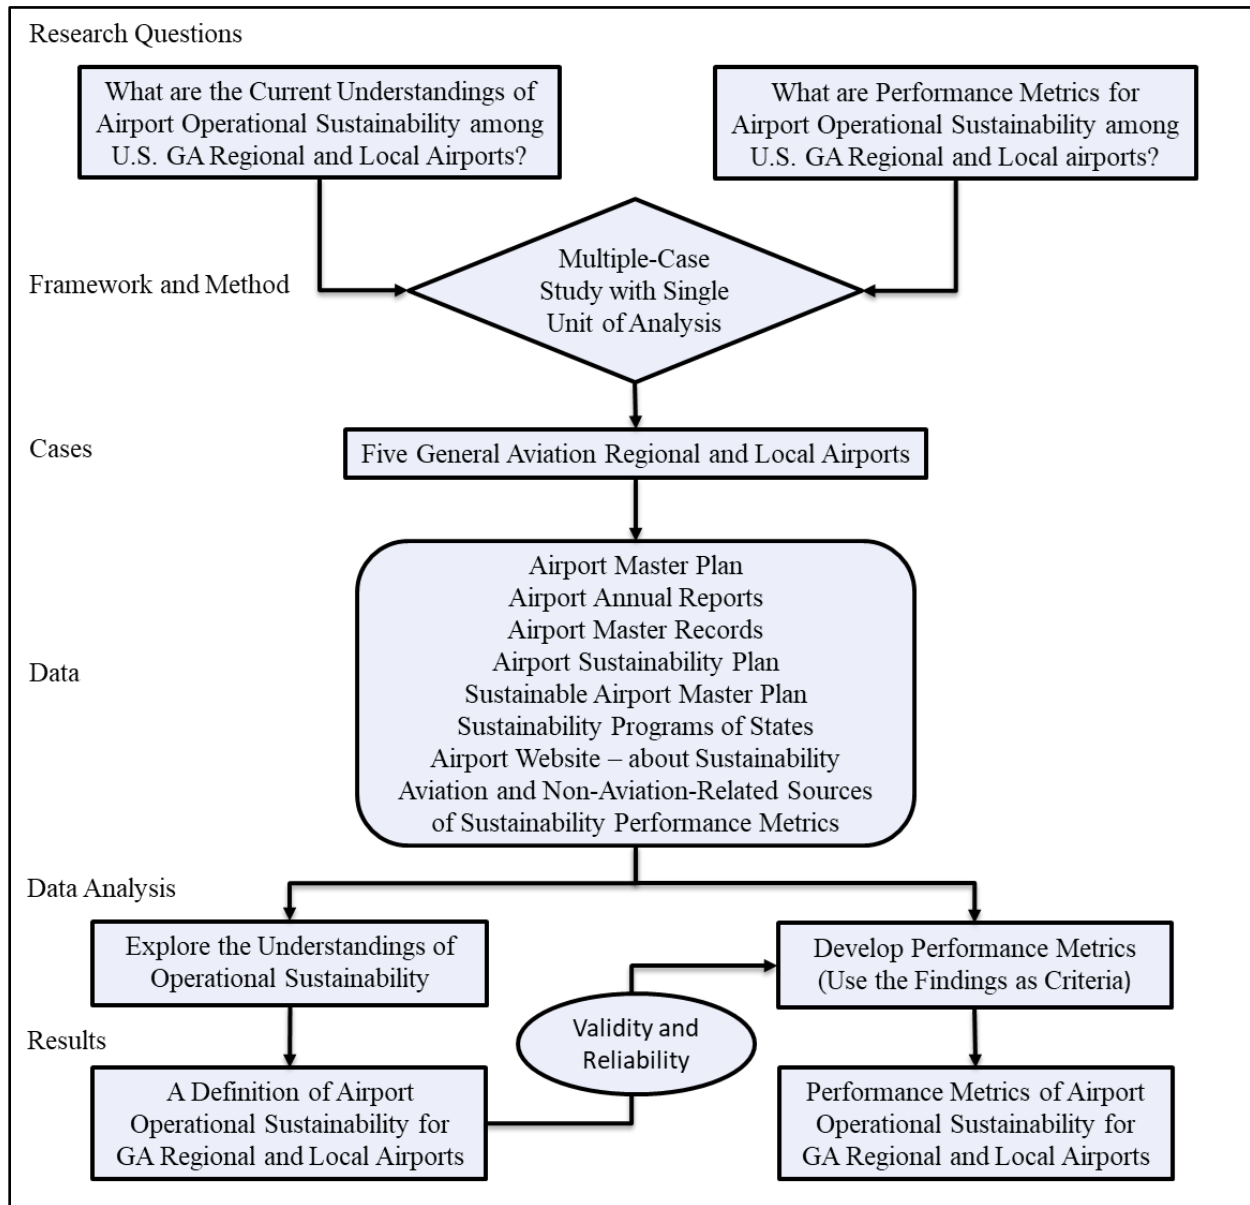 Research Questions
What are the Current Understandings of
Airport Operational Sustainability among
U.S. GA Regional and Local Airports?
What are Performance Metrics for
Airport Operational Sustainability among
U.S. GA Regional and Local airports?
Framework and Method
Multiple-Case
Study with Single
Unit of Analysis
Cases
Five General Aviation Regional and Local Airports
Data
Airport Master Plan
Airport Annual Reports
Airport Master Records
Airport Sustainability Plan
Sustainable Airport Master Plan
Sustainability Programs of States
Airport Website – about Sustainability
Aviation and Non-Aviation-Related Sources
of Sustainability Performance Metrics
Data Analysis
Explore the Understandings of
Operational Sustainability
Develop Performance Metrics
(Use the Findings as Criteria)
Validity and
Reliability
Results
A Definition of Airport
Operational Sustainability for
GA Regional and Local Airports
Performance Metrics of Airport
Operational Sustainability for
GA Regional and Local Airports